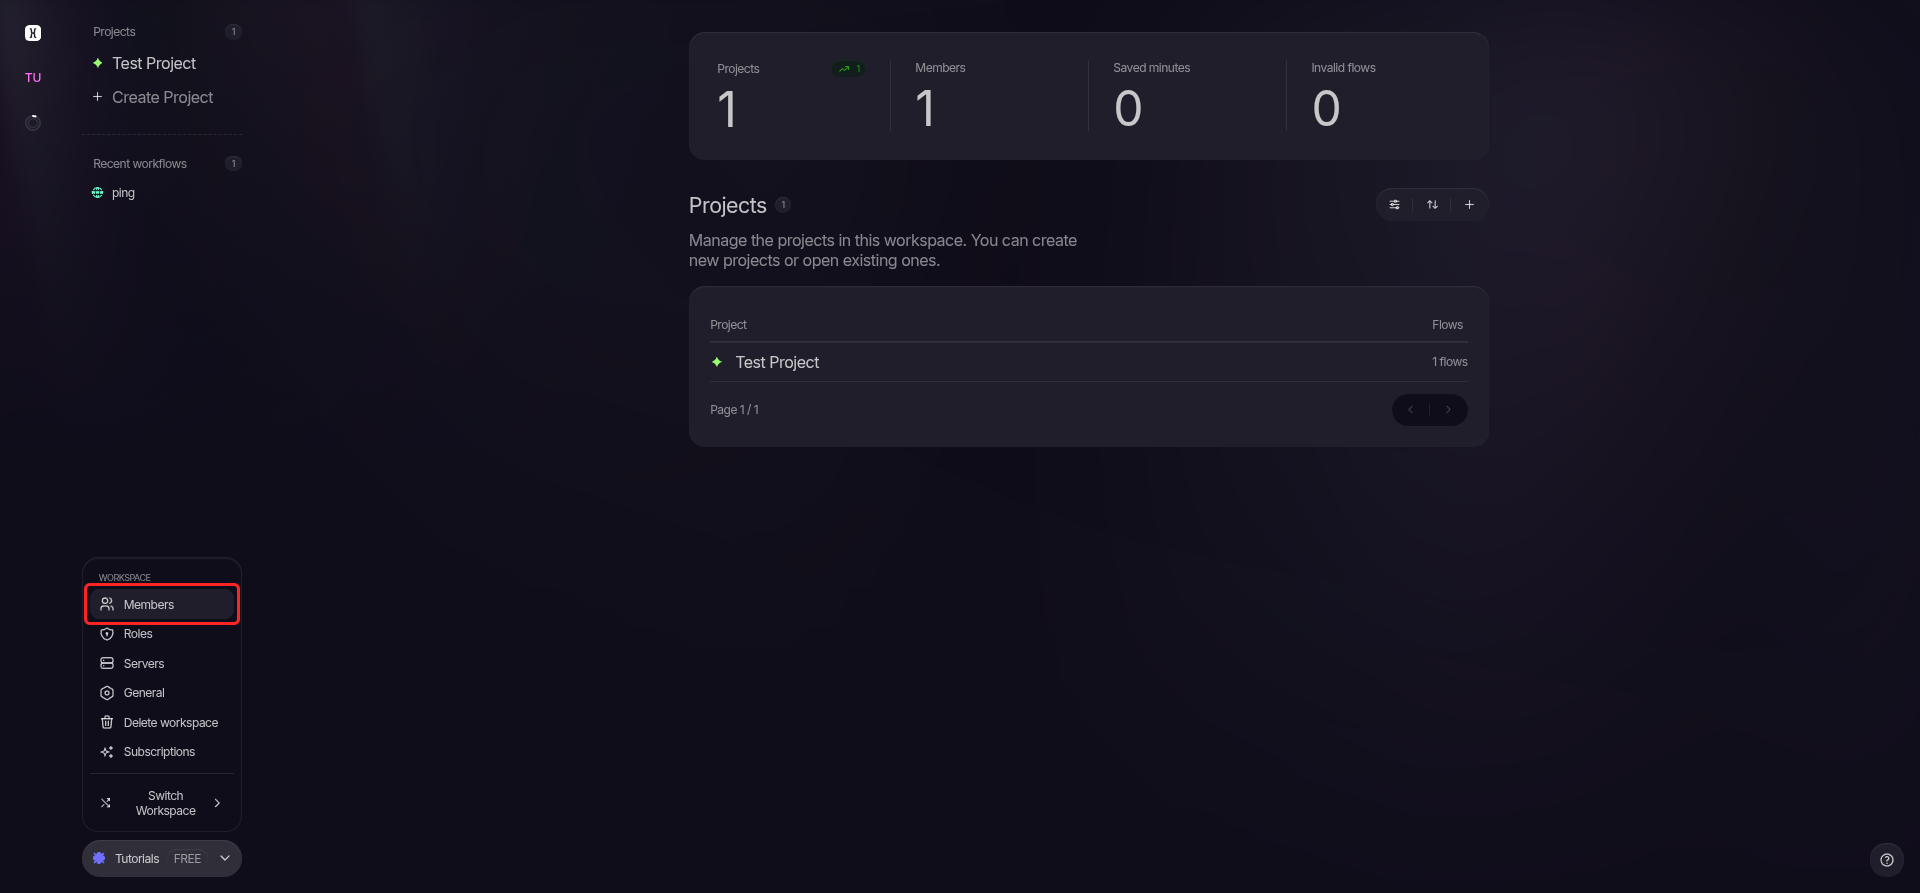 Projects 1
TU
Test Project
Create Project
Recent workflows 1
ping
WORKSPACE
Members
Roles
Servers
General
Delete workspace
Subscriptions
Switch
Workspace
Tutorials FREE
Projects 1
1
Members
1
Saved minutes
0
Invalid flows
0
Projects 1
Manage the projects in this workspace. You can create
new projects or open existing ones.
Project Flows
Test Project 1 flows
Page 1 / 1